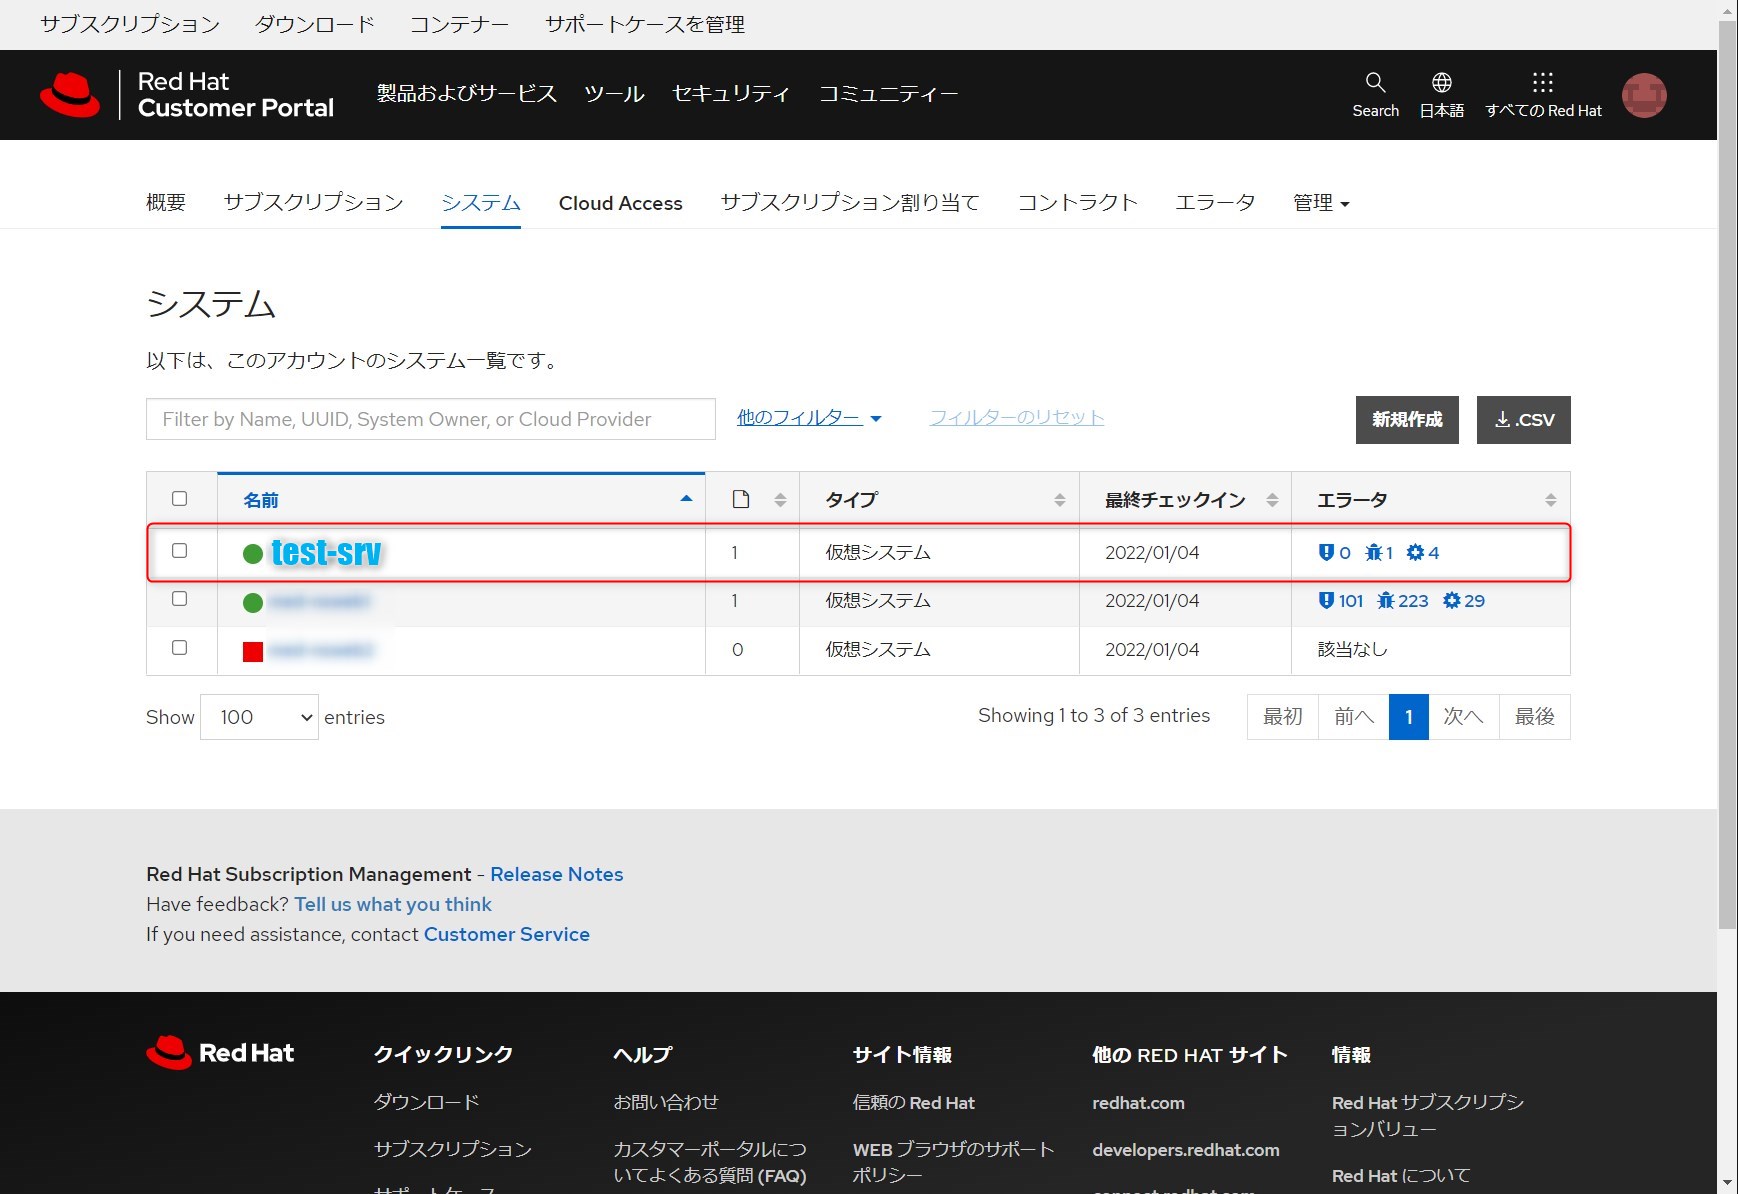 サブスクリプション ダウンロード コンテナー サポートケースを管理
Red Hat
Customer Portal
製品およびサービス ツール セキュリティ コミュニティー
Search 日本語 すべての Red Hat
概要 サブスクリプション システム Cloud Access サブスクリプション割り当て コントラクト エラータ 管理
システム
以下は、このアカウントのシステム一覧です。
Filter by Name, UUID, System Owner, or Cloud Provider 他のフィルター フィルターのリセット 新規作成 .CSV
名前 タイプ 最終チェックイン エラータ
test-srv 1 仮想システム 2022/01/04 0 1 4
1 仮想システム 2022/01/04 101 223 29
0 仮想システム 2022/01/04 該当なし
Show 100 entries Showing 1 to 3 of 3 entries 最初 前へ 1 次へ 最後
Red Hat Subscription Management - Release Notes
Have feedback? Tell us what you think
If you need assistance, contact Customer Service
Red Hat
クイックリンク
ダウンロード
サブスクリプション
サポートケース
ヘルプ
お問い合わせ
カスタマーポータルにつ
いてよくある質問 (FAQ)
サイト情報
信頼の Red Hat
WEB ブラウザのサポート
ポリシー
他の RED HAT サイト
redhat.com
developers.redhat.com
connect.redhat.com
情報
Red Hat サブスクリプシ
ョンバリュー
Red Hat について